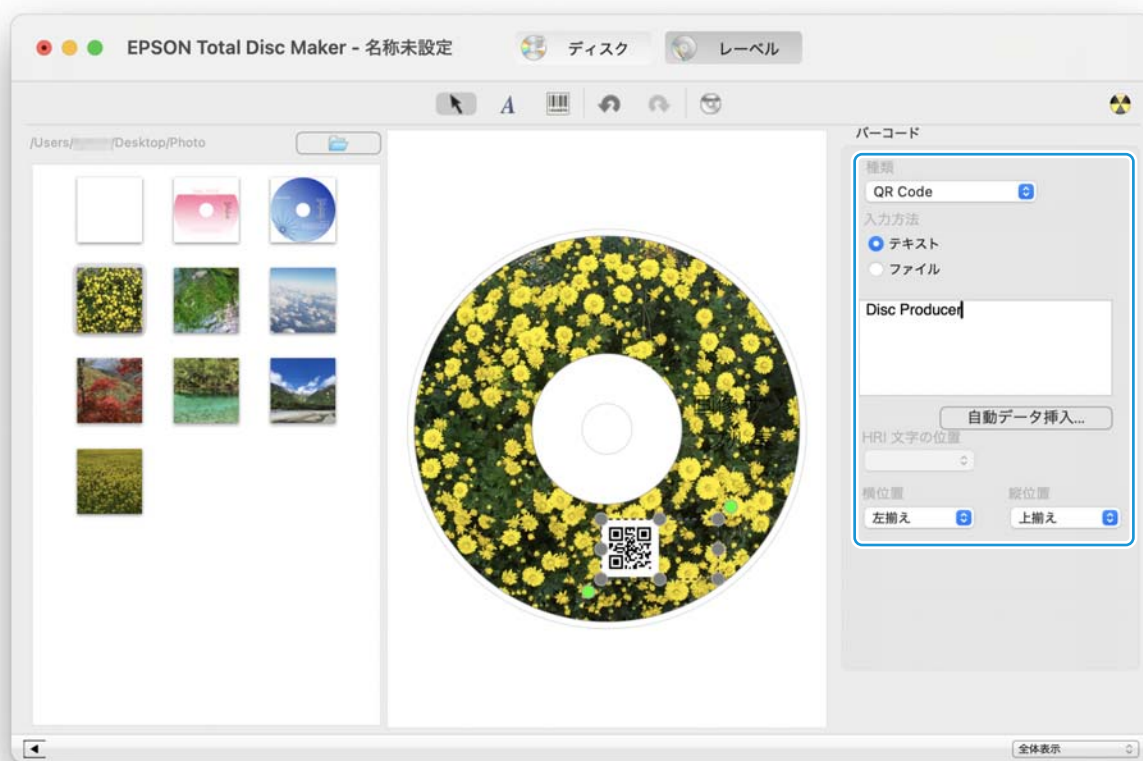 EPSON Total Disc Maker - 名称未設定
ディスク
レーベル
/Users/
/Desktop/Photo
バーコード
種類
QR Code
入力方法
テキスト
ファイル
Disc Producer
自動データ挿入...
HRI 文字の位置
横位置
縦位置
左揃え
上揃え
全体表示